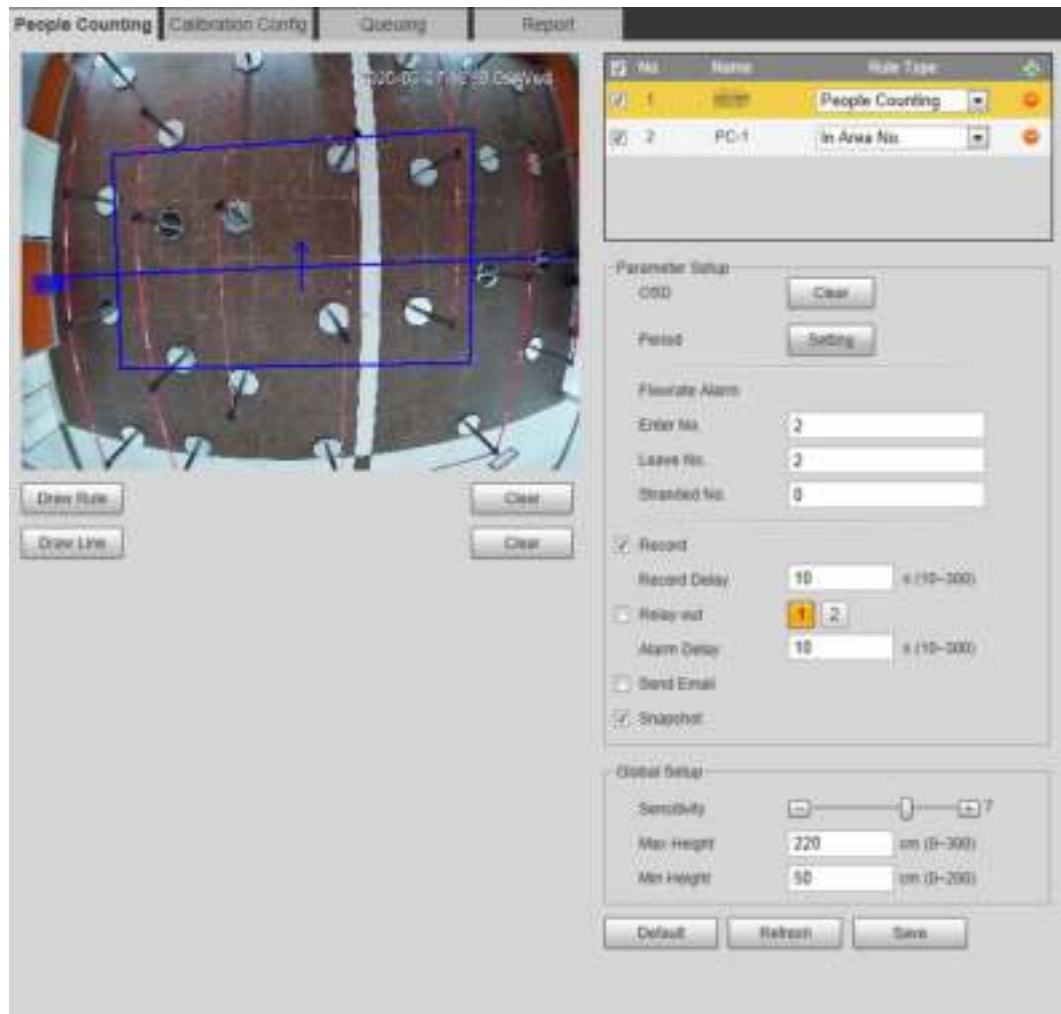 People Counting Calibration Config Queuing Report
No. Name Rule Type
1 People Counting
2 PC-1 In Area No.
Parameter Setup
OSD Clear
Period Setting
Flowrate Alarm
Enter No. 2
Leave No. 2
Stranded No. 0
Draw Rule Clear
Draw Line Clear
Record
Record Delay 10 s (10~300)
Relay-out 1 2
Alarm Delay 10 s (10~300)
Send Email
Snapshot
Global Setup
Sensitivity 7
Max Height 220 cm (0~300)
Min Height 50 cm (0~200)
Default Refresh Save